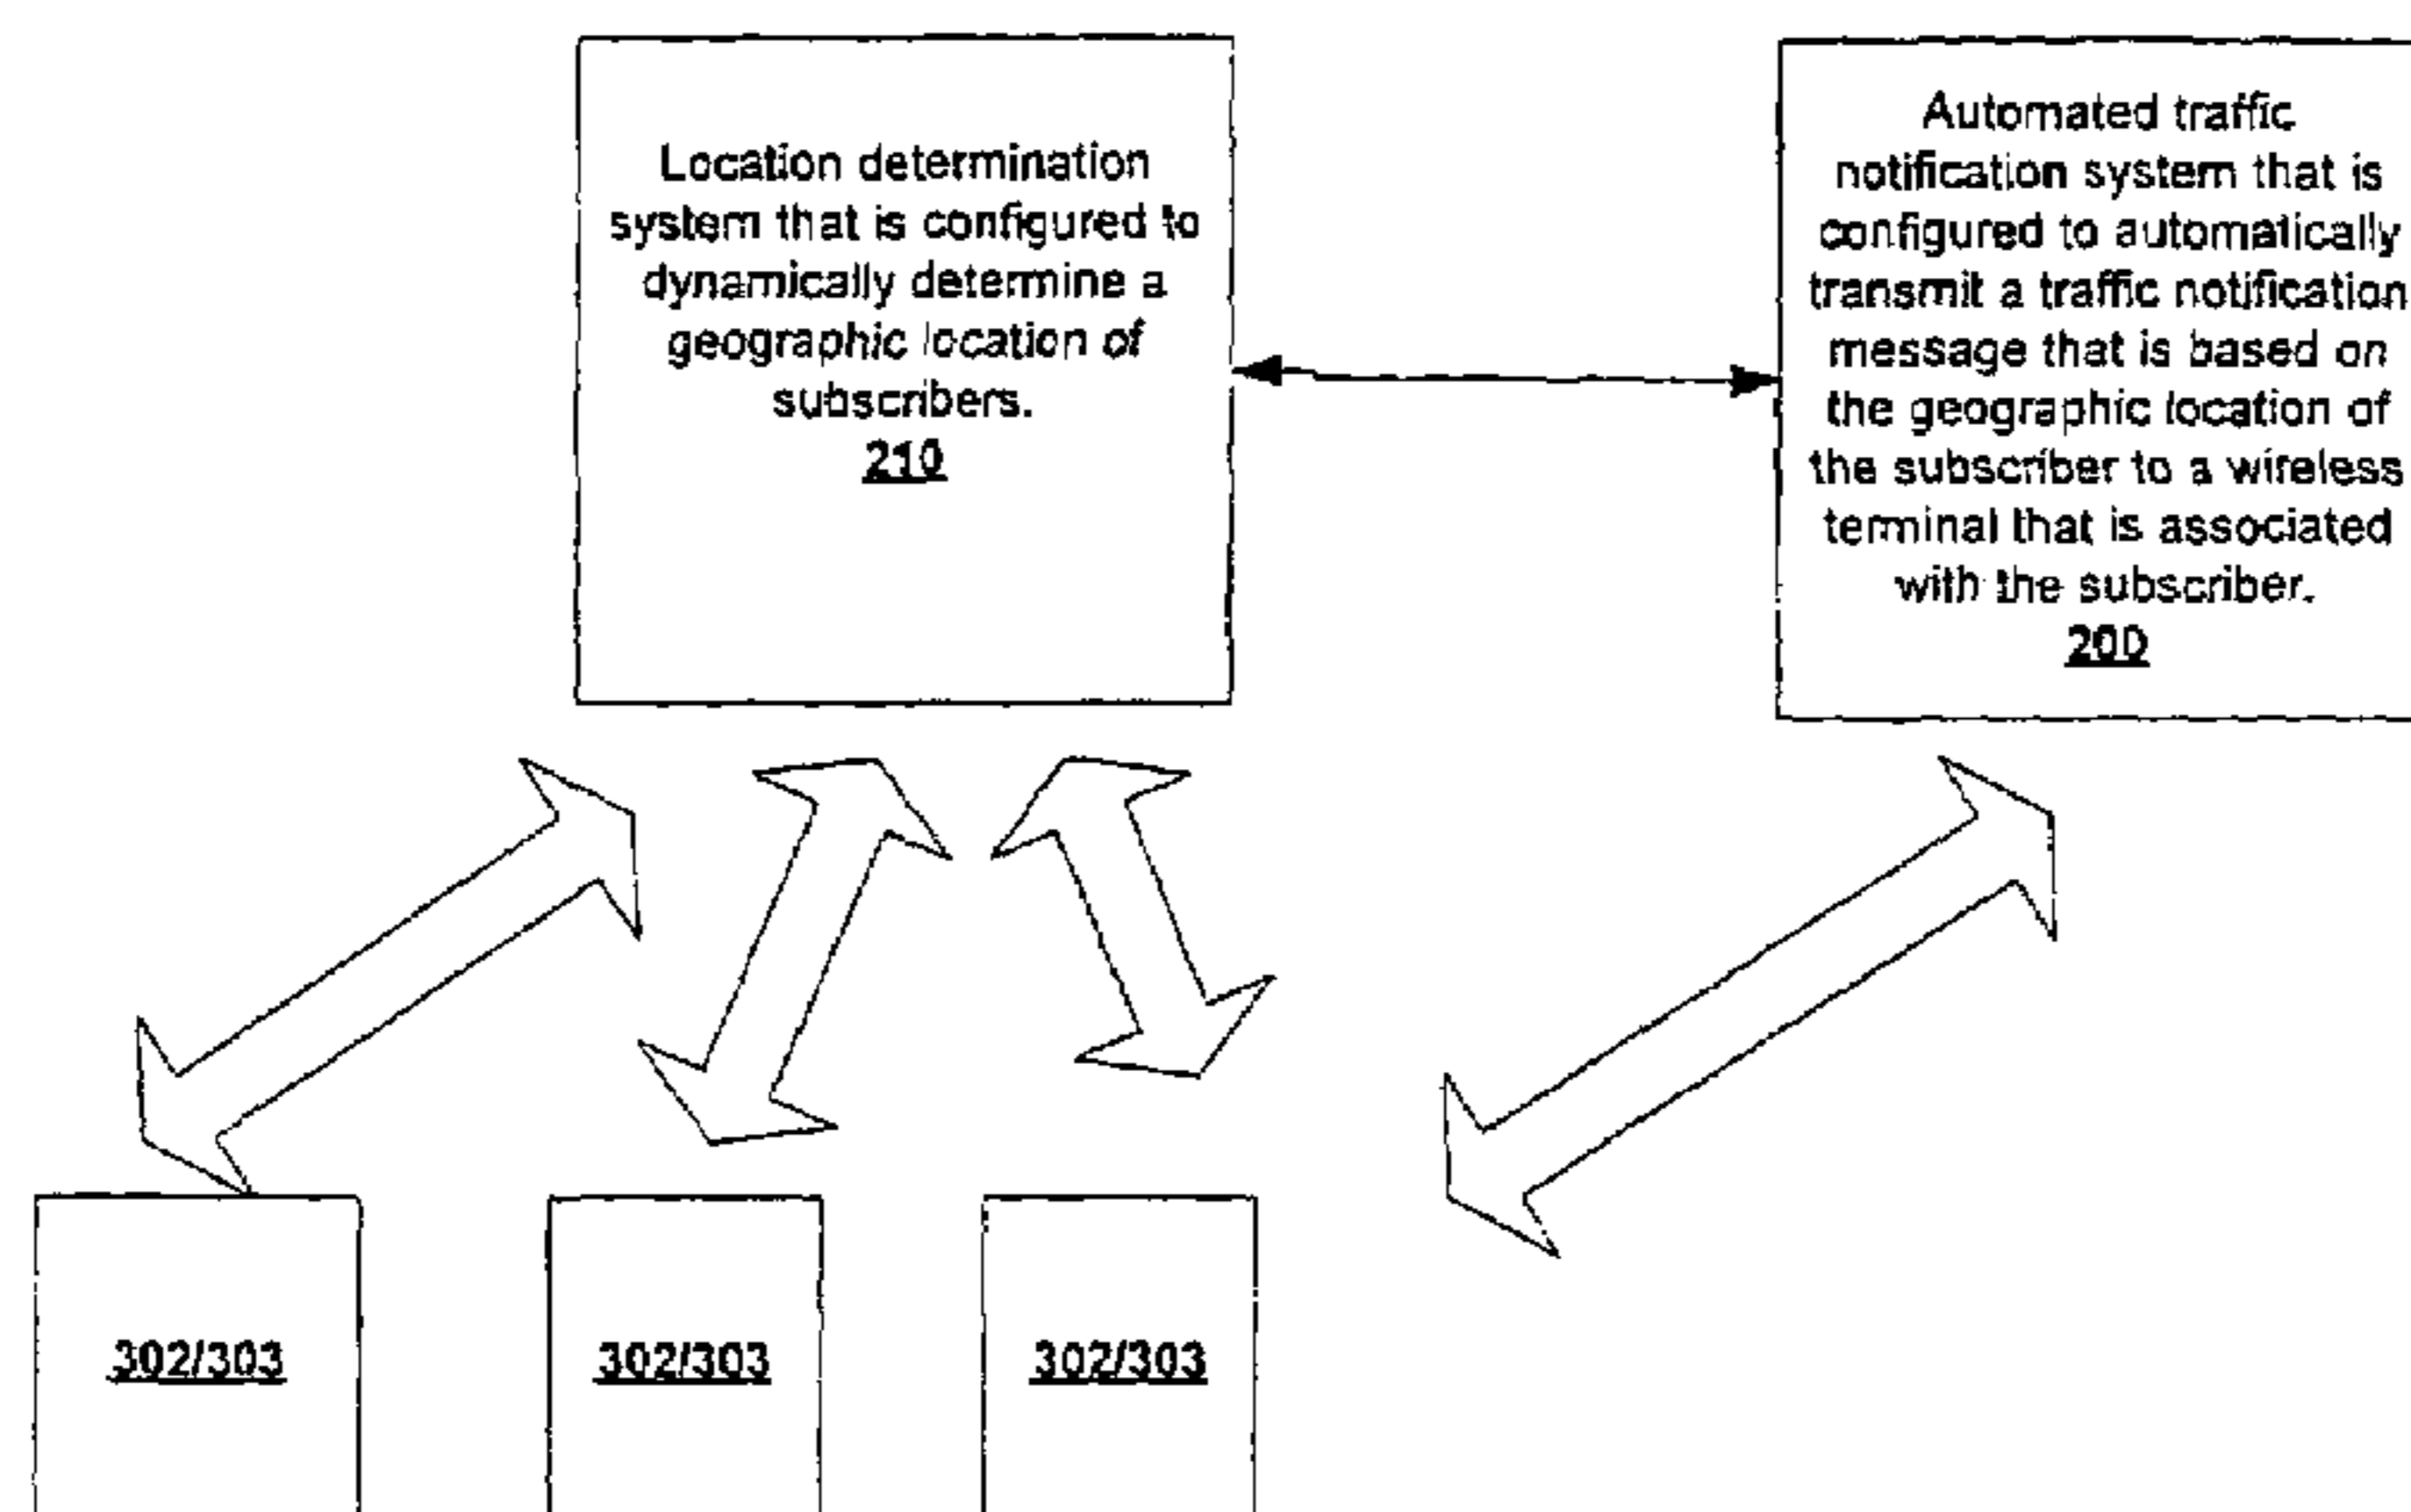 Location determination
system that is configured to
dynamically determine a
geographic location of
subscribers.
210
Automated traffic
notification system that is
configured to automatically
transmit a traffic notification
message that is based on
the geographic location of
the subscriber to a wireless
terminal that is associated
with the subscriber.
200
302/303
302/303
302/303